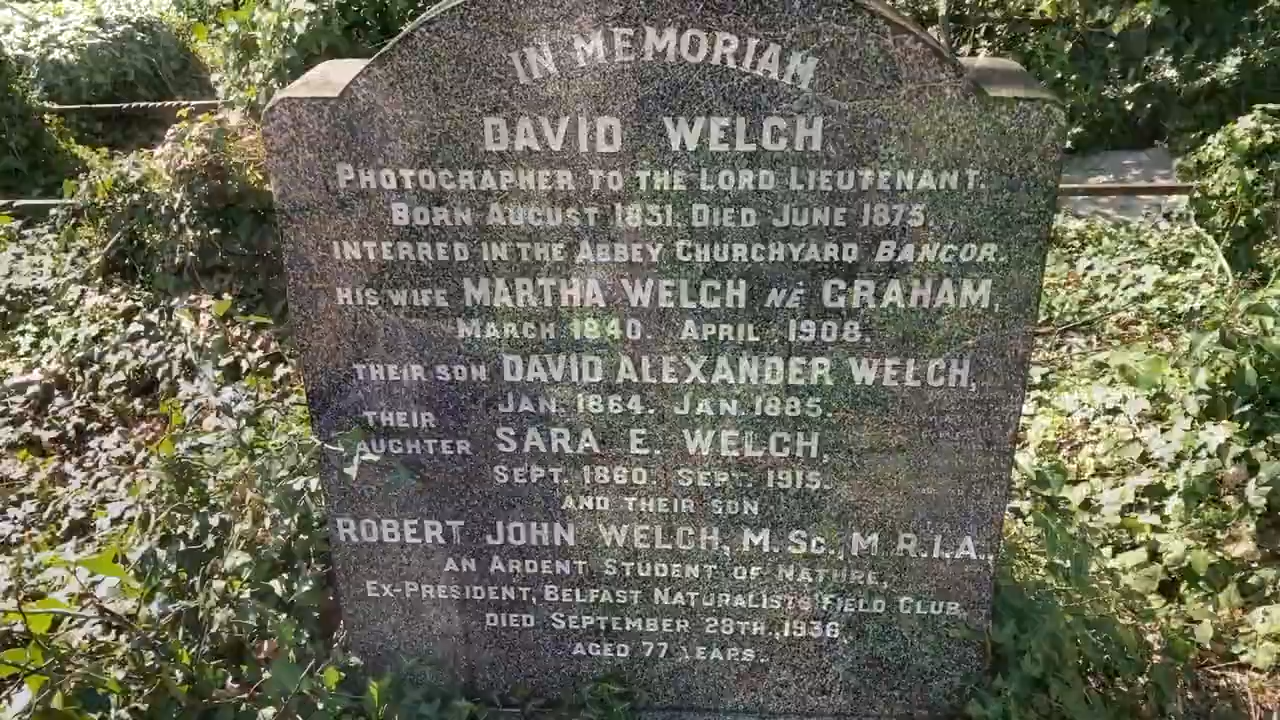 IN MEMORIAM
DAVID WELCH
PHOTOGRAPHER TO THE LORD LIEUTENANT.
BORN AUGUST 1831. DIED JUNE 1875
INTERRED IN THE ABBEY CHURCHYARD BANGOR.
HIS WIFE MARTHA WELCH NÉ GRAHAM,
MARCH 1840. APRIL 1908.
THEIR SON DAVID ALEXANDER WELCH,
JAN. 1864. JAN. 1885.
THEIR DAUGHTER SARA E. WELCH,
SEPT. 1860. SEPT. 1915.
AND THEIR SON
ROBERT JOHN WELCH, M.SC., M.R.I.A.,
AN ARDENT STUDENT OF NATURE,
EX-PRESIDENT, BELFAST NATURALISTS' FIELD CLUB
DIED SEPTEMBER 28TH., 1936.
AGED 77 YEARS.